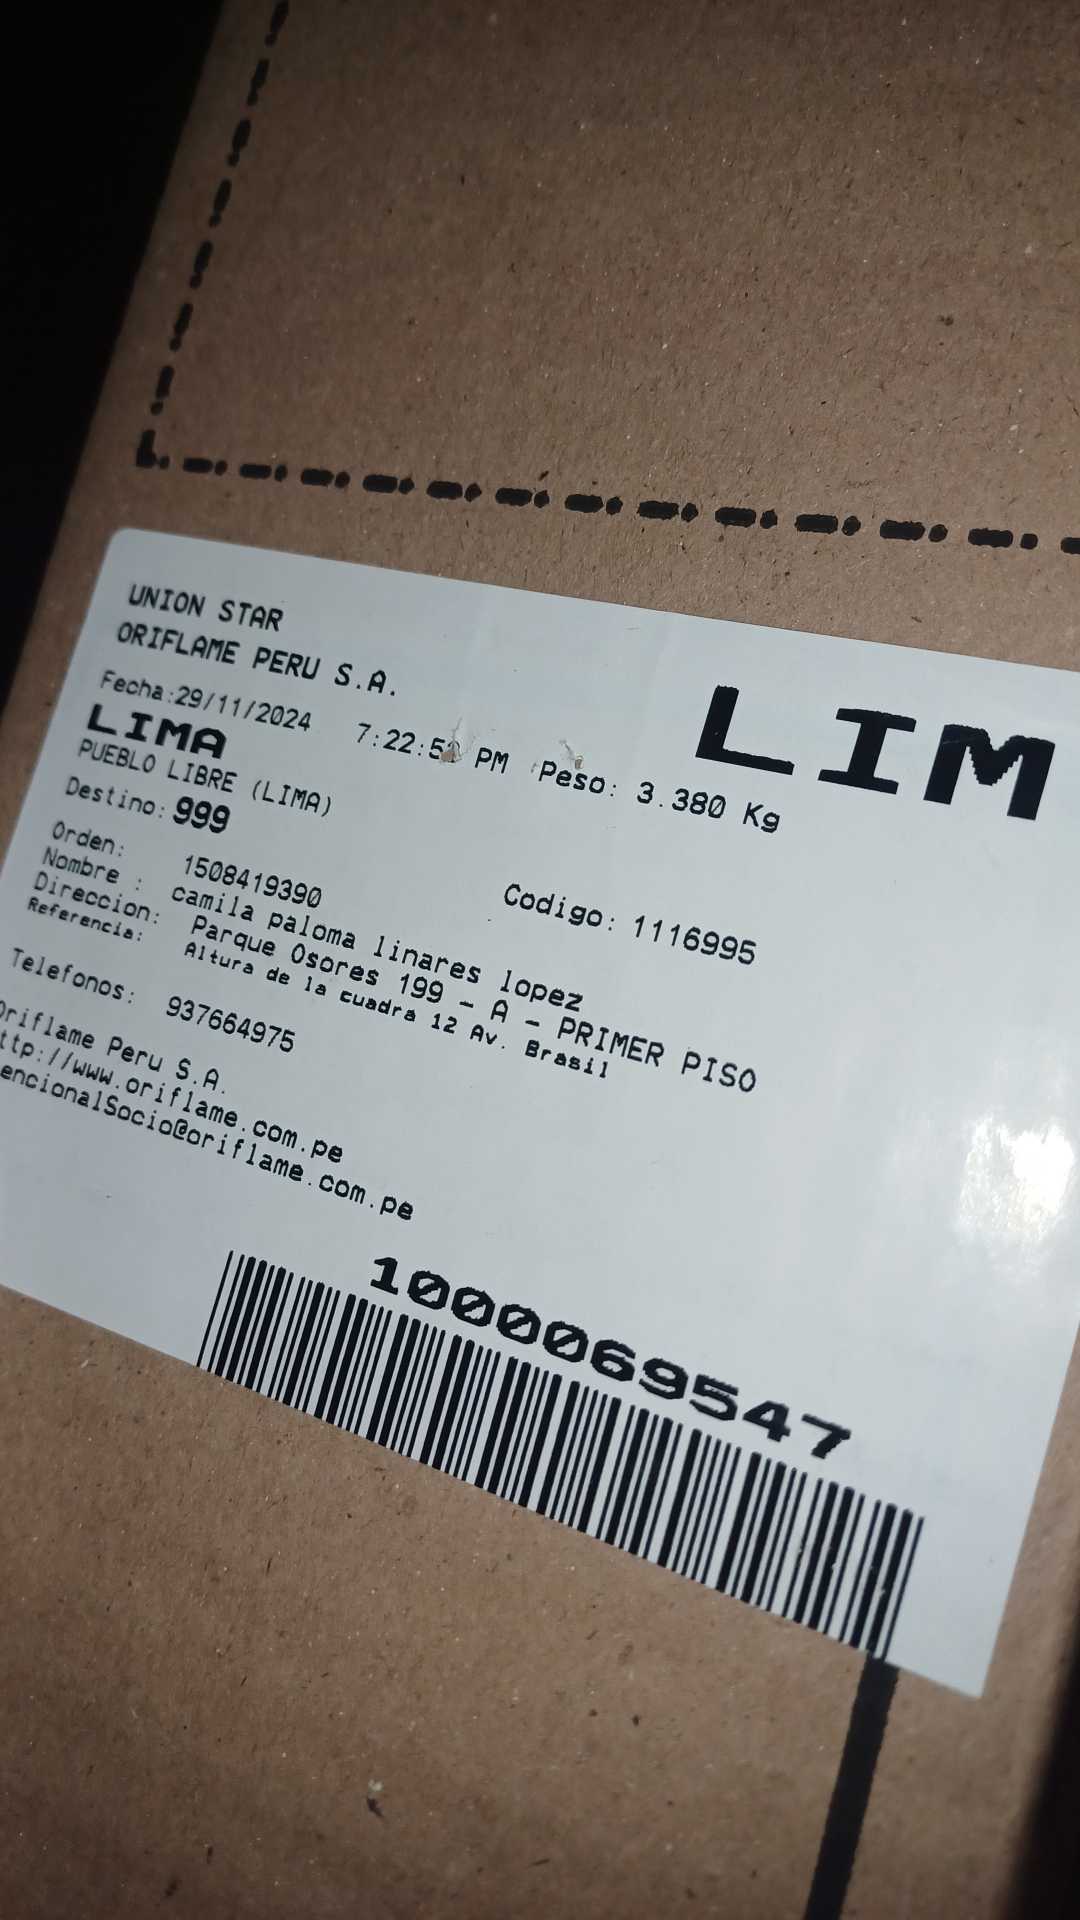 UNION STAR
ORIFLAME PERU S.A.
LIM
Fecha:29/11/2024 PM Peso: 3.380 Kg
LIMA
PUEBLO LIBRE (LIMA)
Destino: 999
Orden: 1508419390 Codigo: 1116995
Nombre : camila paloma linares lopez
Direccion: Parque Osores 199 - A - PRIMER PISO
Referencia: Altura de la cuadra 12 Av. Brasil
Telefonos: 937664975
Oriflame Peru S.A.
ttp://www.oriflame.com.pe
encionalSocio@oriflame.com.pe
1000069547